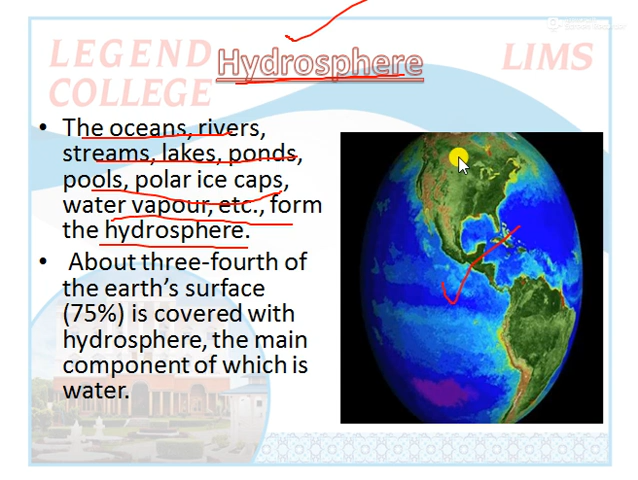 LEGEND
COLLEGE
Hydrosphere
LIMS
• The oceans, rivers,
streams, lakes, ponds,
pools, polar ice caps,
water vapour, etc., form
the hydrosphere.
• About three-fourth of
the earth's surface
(75%) is covered with
hydrosphere, the main
component of which is
water.